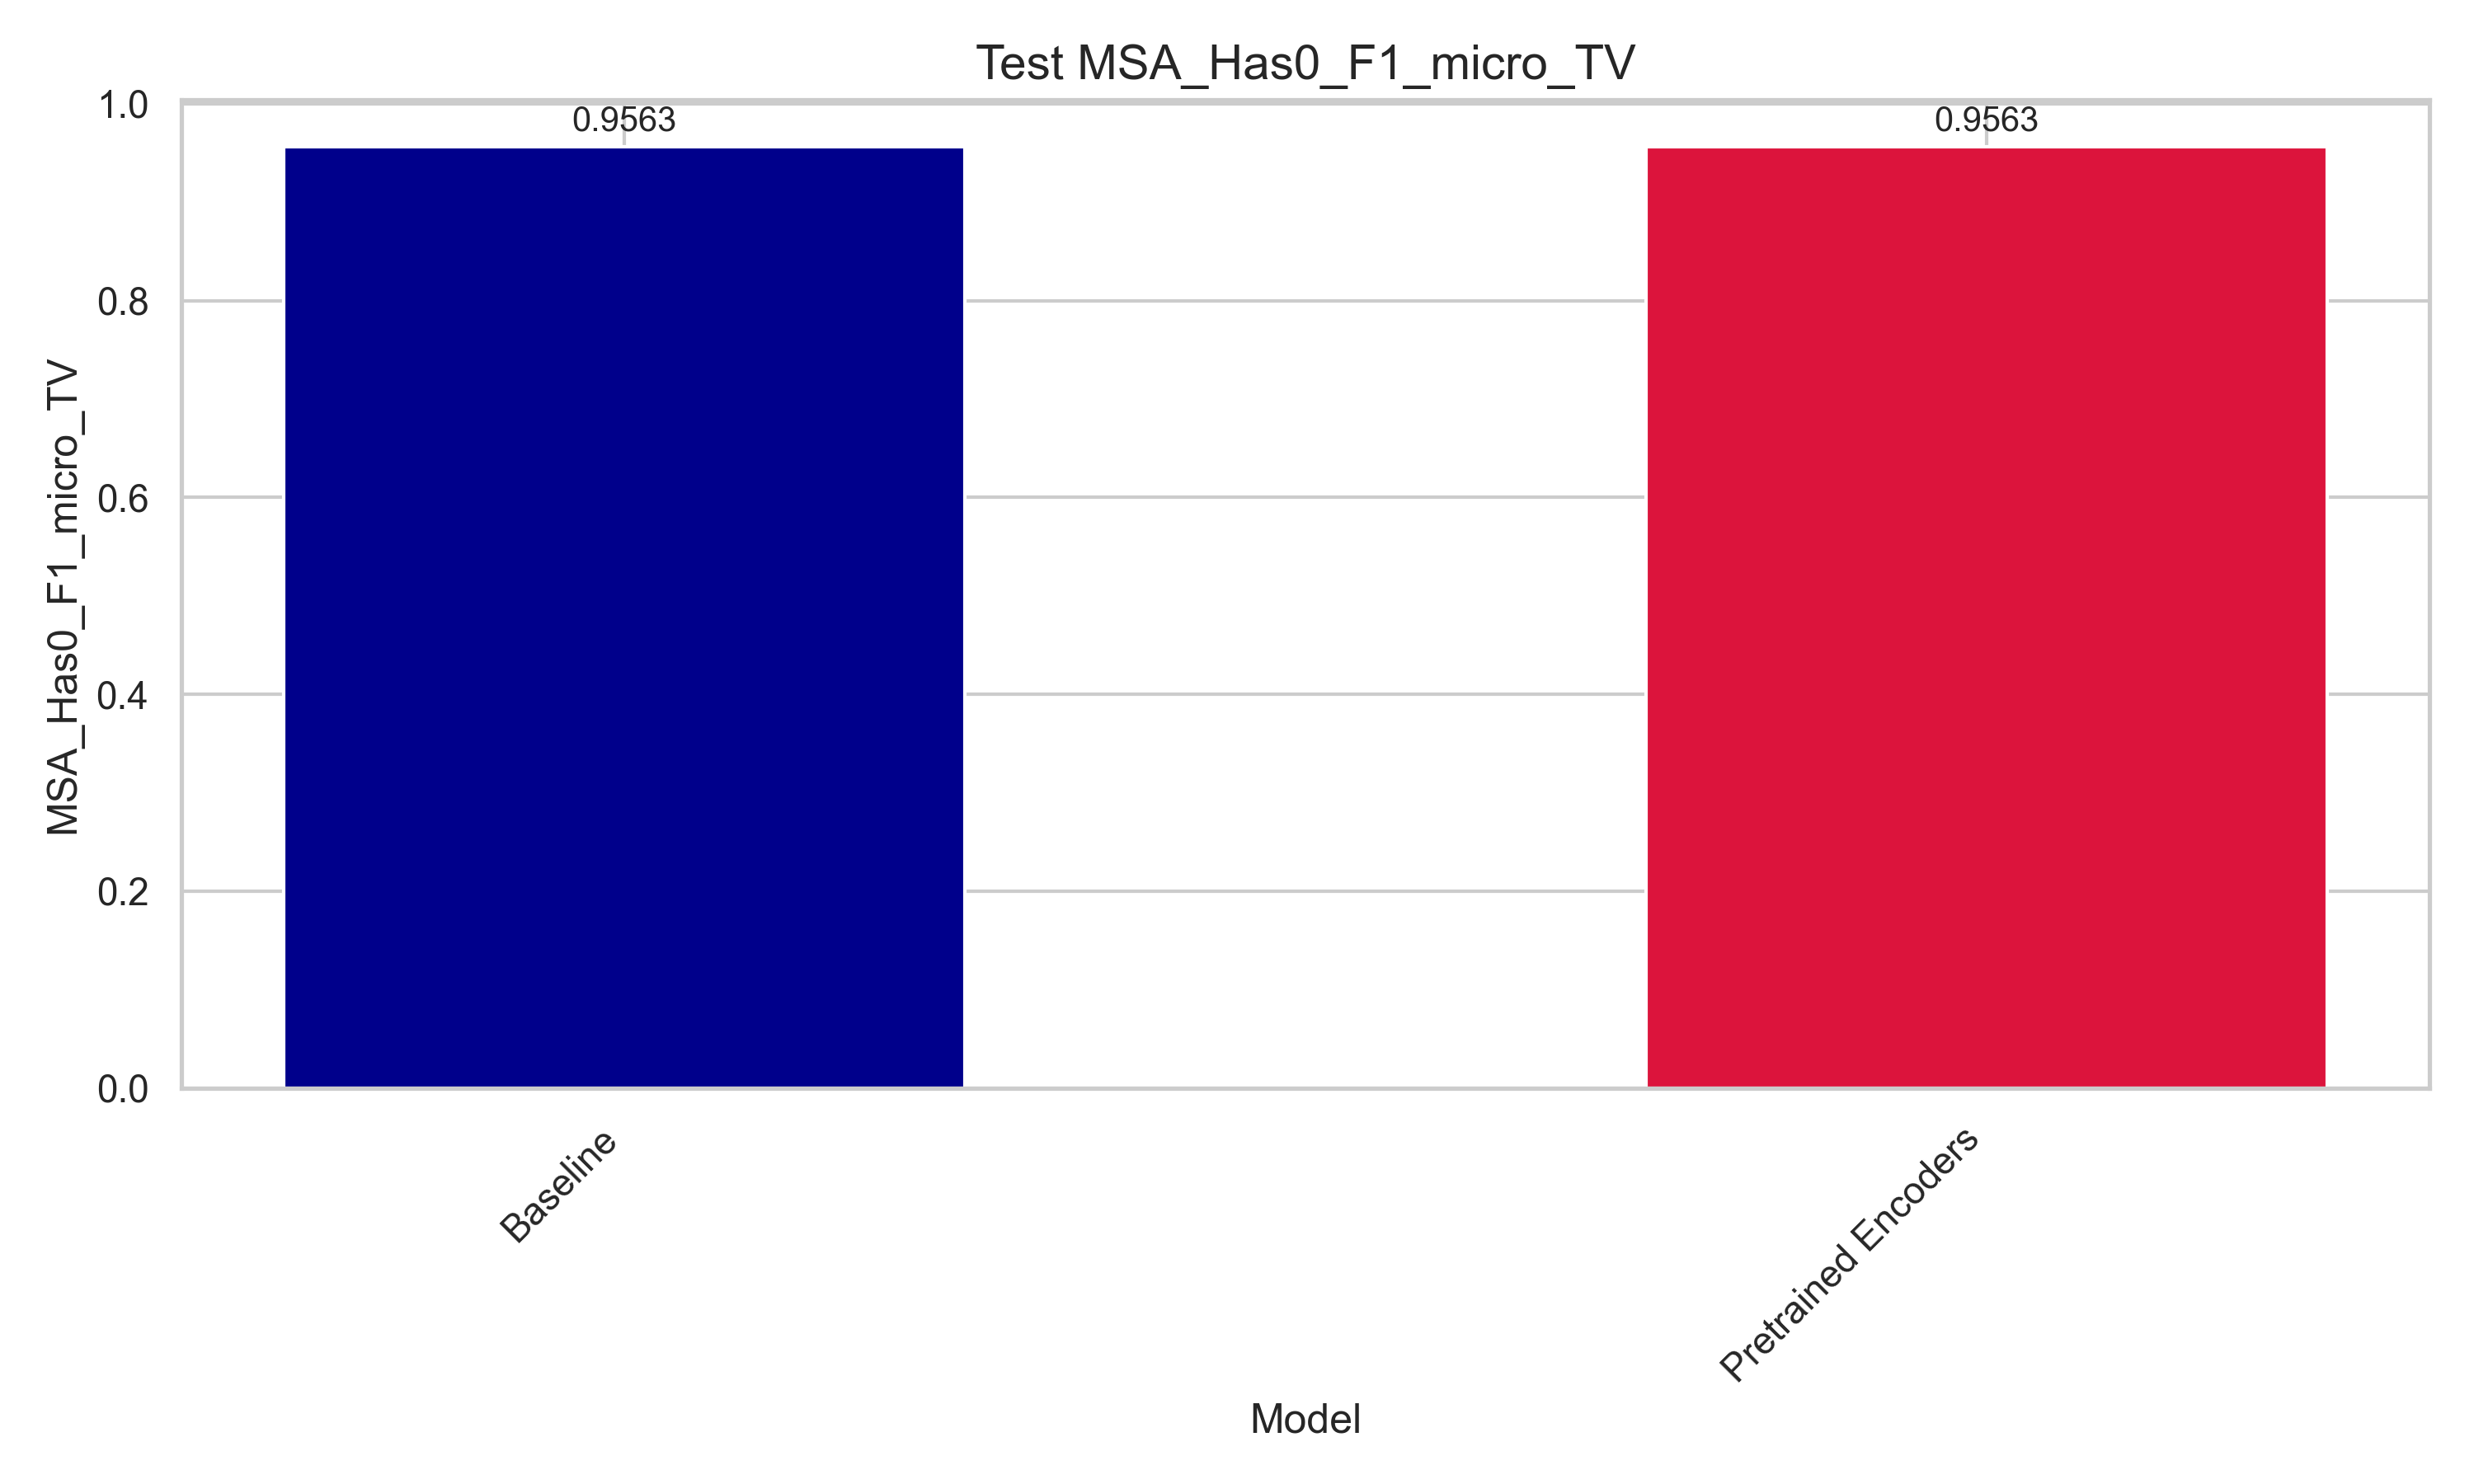 Test MSA_Has0_F1_micro_TV
MSA_Has0_F1_micro_TV
1.0
0.8
0.6
0.4
0.2
0.0
0.9563
0.9563
Baseline
Pretrained Encoders
Model